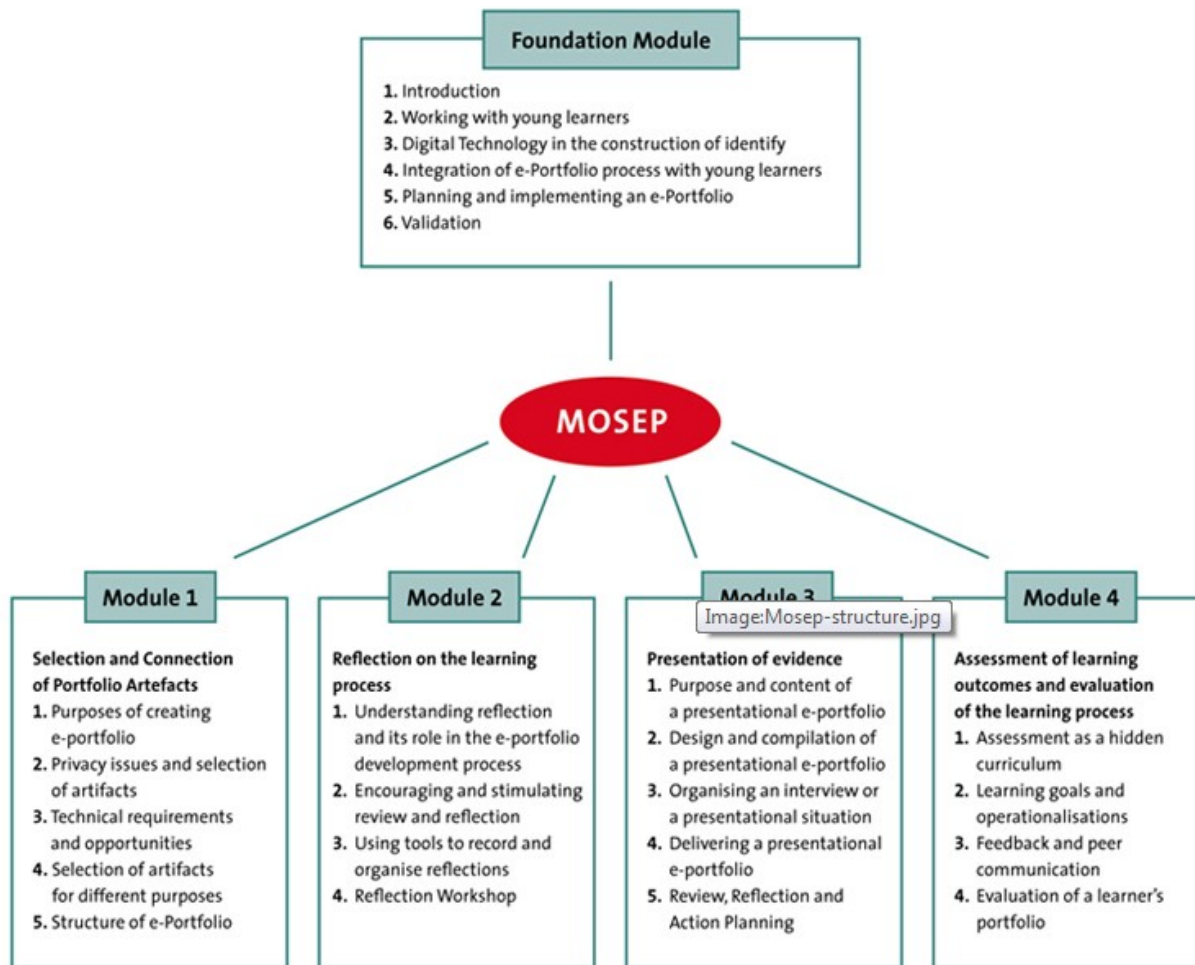 Foundation Module
1. Introduction
2. Working with young learners
3. Digital Technology in the construction of identify
4. Integration of e-Portfolio process with young learners
5. Planning and implementing an e-Portfolio
6. Validation
MOSEP
Module 1
Selection and Connection
of Portfolio Artefacts
1. Purposes of creating
e-portfolio
2. Privacy issues and selection
of artifacts
3. Technical requirements
and opportunities
4. Selection of artifacts
for different purposes
5. Structure of e-Portfolio
Module 2
Reflection on the learning
process
1. Understanding reflection
and its role in the e-portfolio
development process
2. Encouraging and stimulating
review and reflection
3. Using tools to record and
organise reflections
4. Reflection Workshop
Module 3
Image:Mosep-structure.jpg
Presentation of evidence
1. Purpose and content of
a presentational e-portfolio
2. Design and compilation of
a presentational e-portfolio
3. Organising an interview or
a presentational situation
4. Delivering a presentational
e-portfolio
5. Review, Reflection and
Action Planning
Module 4
Assessment of learning
outcomes and evaluation
of the learning process
1. Assessment as a hidden
curriculum
2. Learning goals and
operationalisations
3. Feedback and peer
communication
4. Evaluation of a learner's
portfolio